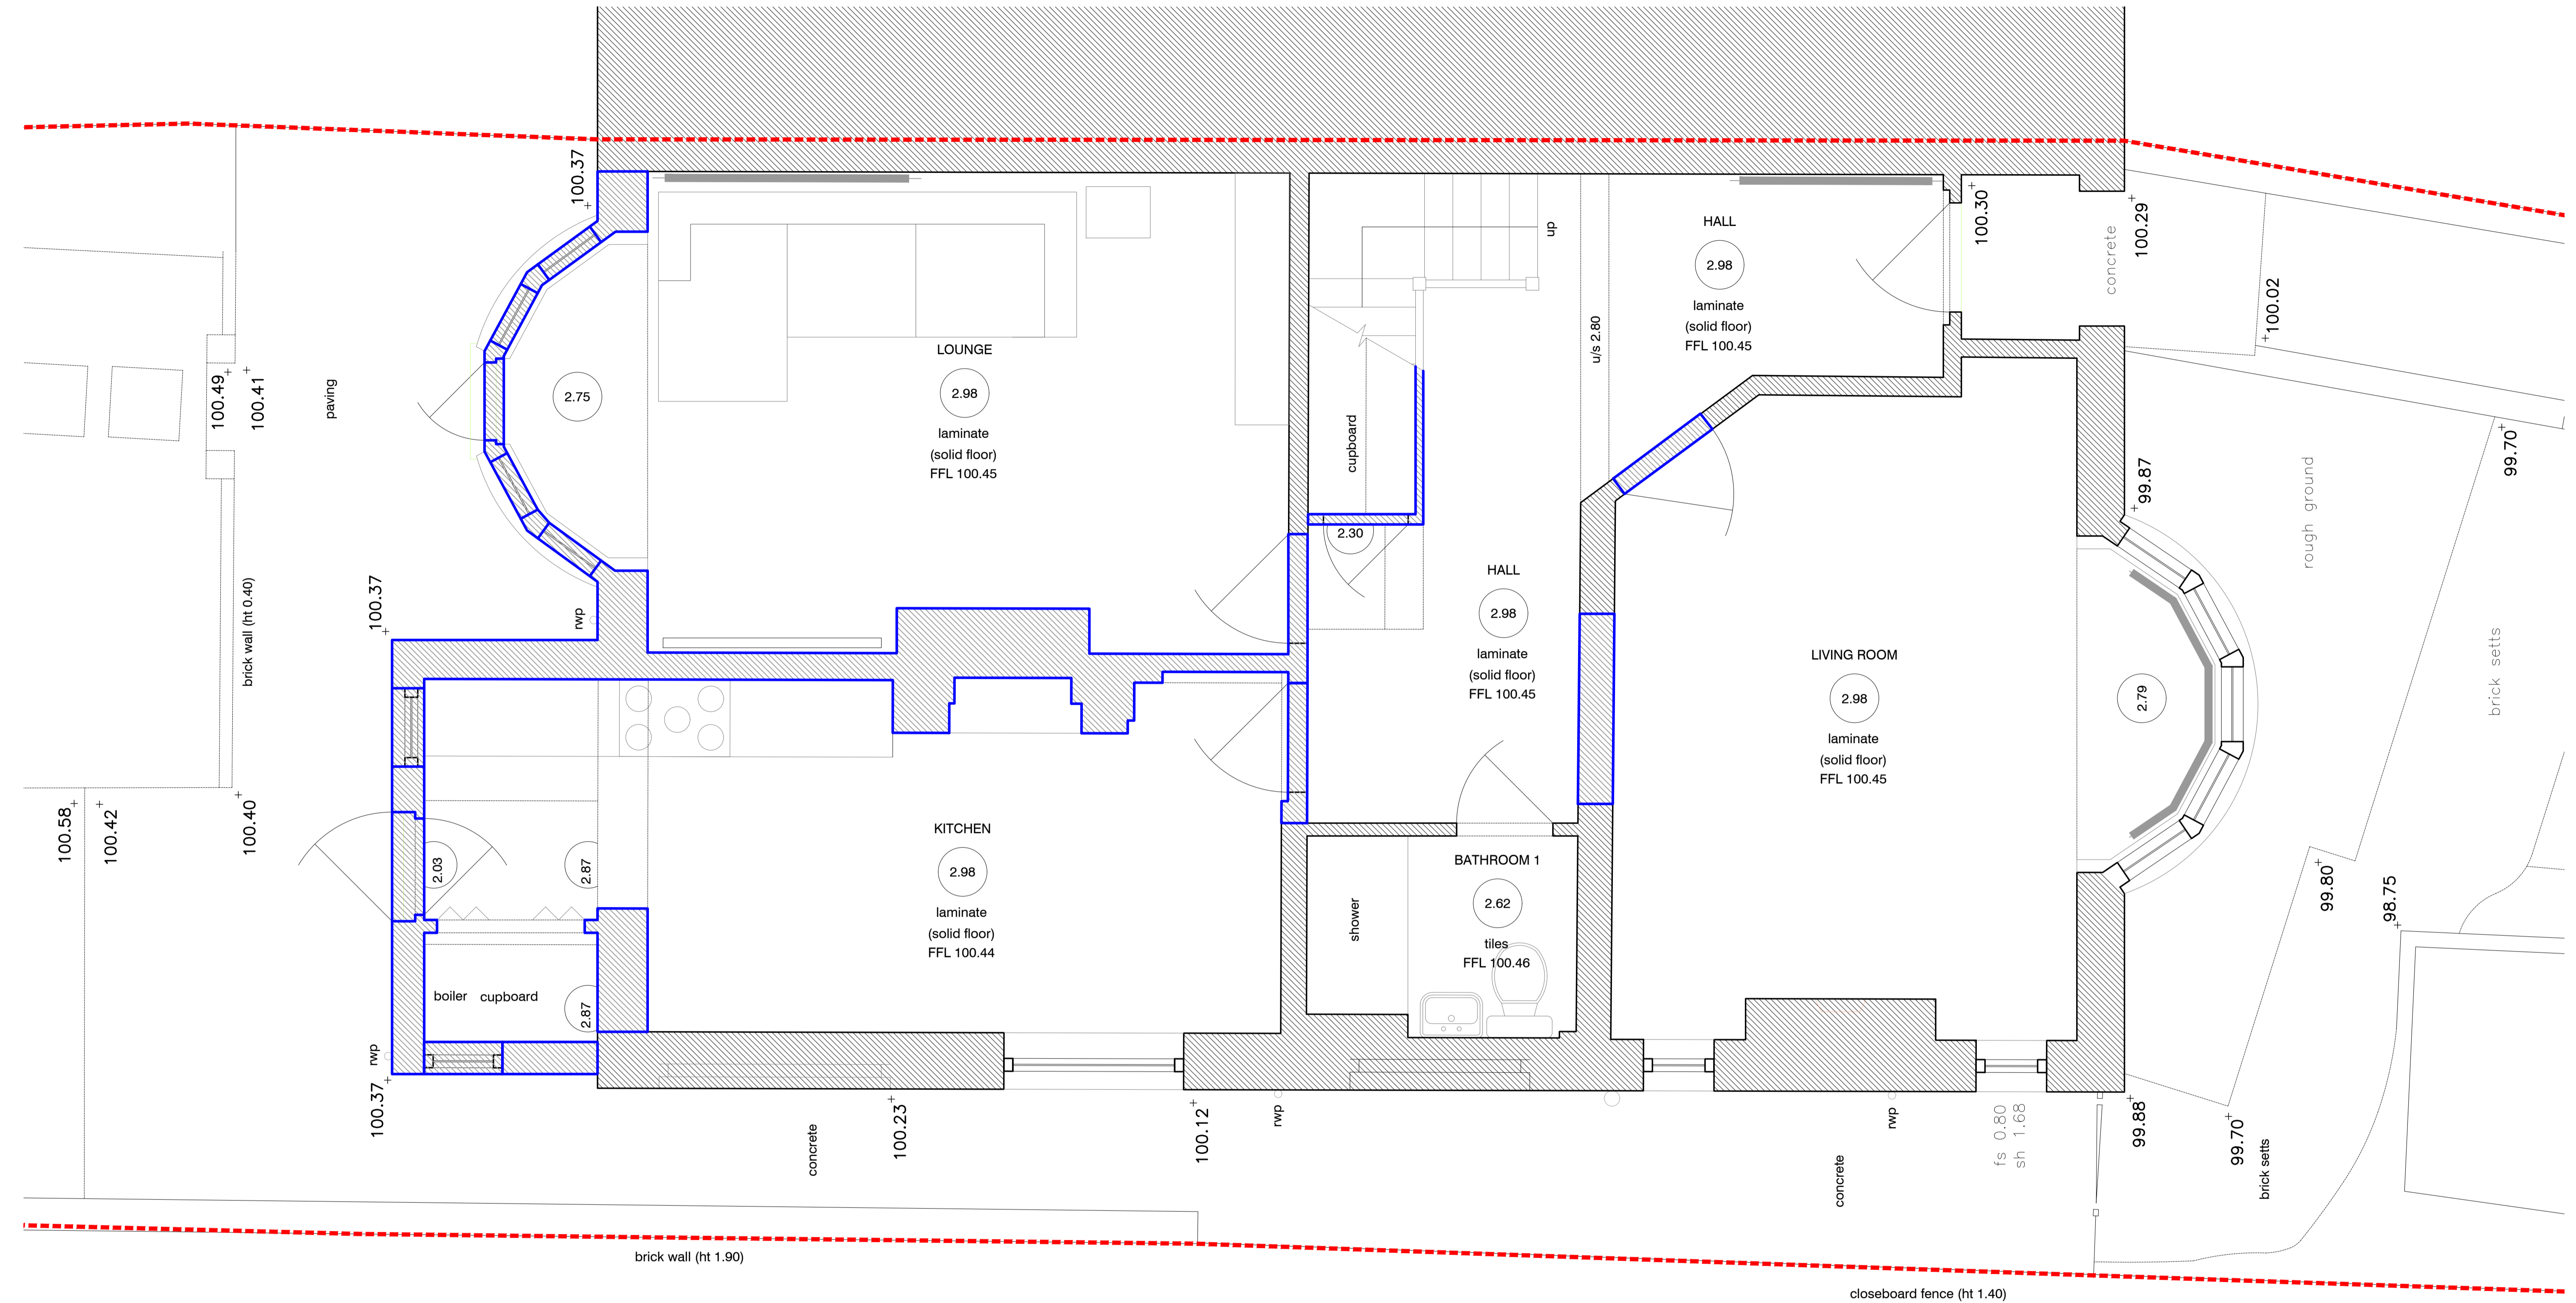 100.37
100.30
100.29
100.02
concrete
up
HALL
2.98
laminate
(solid floor)
FFL 100.45
u/s 2.80
100.49
100.41
paving
2.75
LOUNGE
2.98
laminate
(solid floor)
FFL 100.45
cupboard
2.30
99.87
99.70
rough ground
brick wall (ht 0.40)
100.37
rwp
HALL
2.98
laminate
(solid floor)
FFL 100.45
LIVING ROOM
2.98
laminate
(solid floor)
FFL 100.45
2.79
brick setts
100.58
100.42
100.40
2.03
2.87
KITCHEN
2.98
laminate
(solid floor)
FFL 100.44
BATHROOM 1
2.62
tiles
FFL 100.46
shower
99.80
98.75
boiler cupboard
2.87
rwp
100.37
concrete
100.23
100.12
rwp
concrete
rwp
fs 0.80
sh 1.68
99.88
99.70
brick setts
brick wall (ht 1.90)
closeboard fence (ht 1.40)